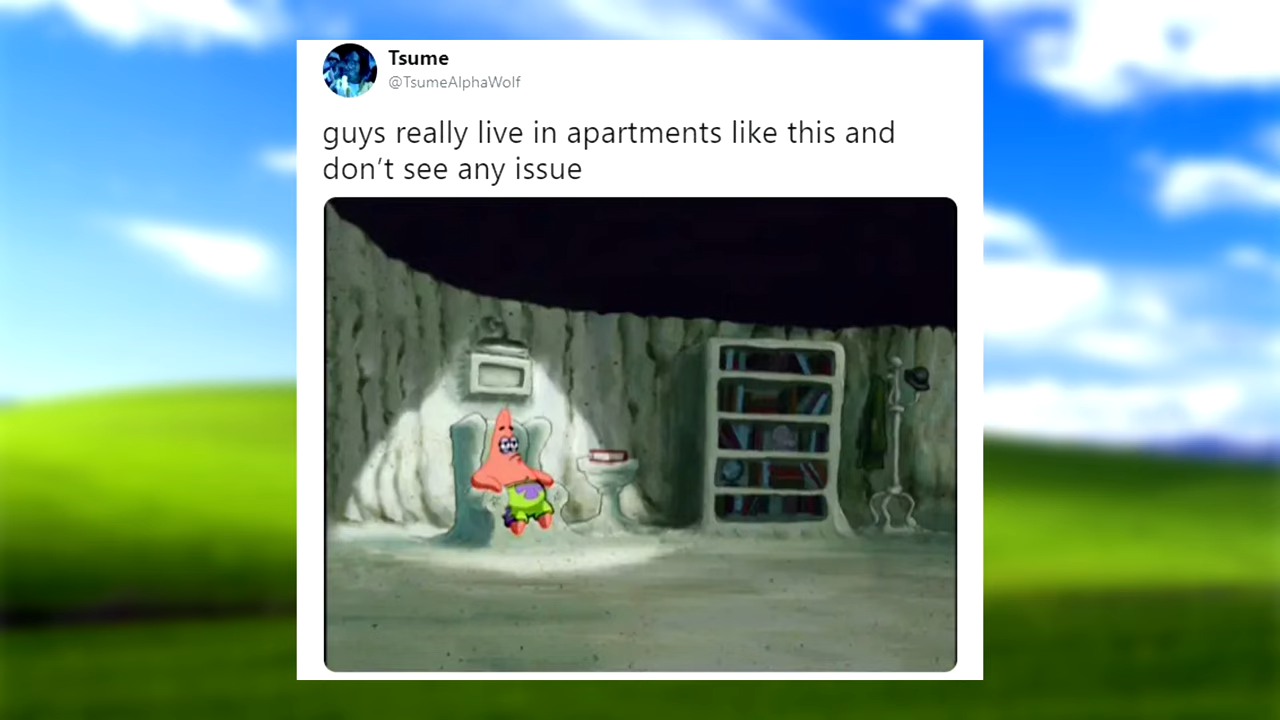 Tsume
@TsumeAlphaWolf
guys really live in apartments like this and
don’t see any issue